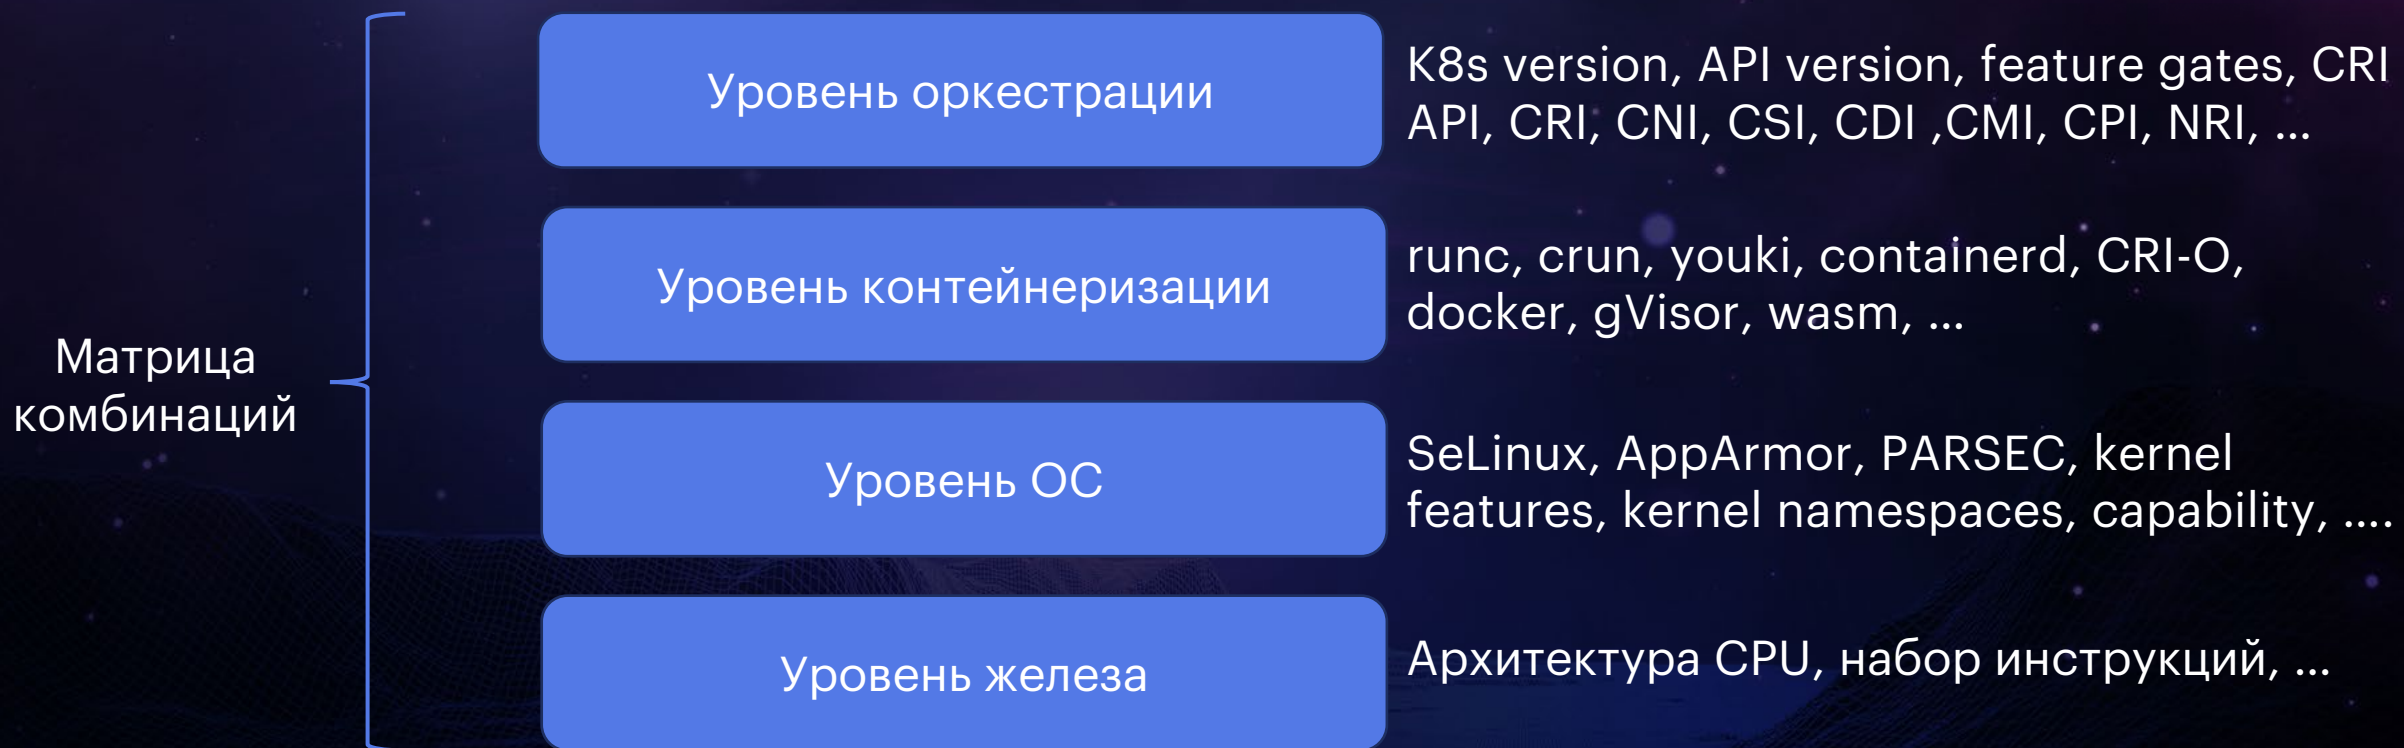 Матрица
комбинаций
Уровень оркестрации
K8s version, API version, feature gates, CRI
API, CRI, CNI, CSI, CDI ,CMI, CPI, NRI, ...
Уровень контейнеризации
runc, crun, youki, containerd, CRI-O,
docker, gVisor, wasm, ...
Уровень ОС
SeLinux, AppArmor, PARSEC, kernel
features, kernel namespaces, capability, ....
Уровень железа
Архитектура CPU, набор инструкций, ...